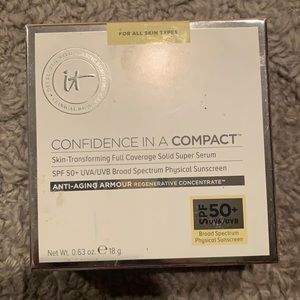 FOR ALL SKIN TYPES
it
CONFIDENCE IN A COMPACT™
Skin-Transforming Full Coverage Solid Super Serum
SPF 50+ UVA/UVB Broad Spectrum Physical Sunscreen
ANTI-AGING ARMOUR REGENERATIVE CONCENTRATE™
SPF 50+
UVA/UVB
Broad Spectrum
Physical Sunscreen
Net Wt. 0.63 oz. ℮ 18 g